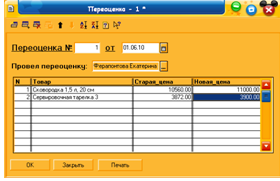 Переоценка - 1 *
Переоценка № 1 от 01.06.10
Провел переоценку: Ферапонтова Екатерина ...
N Товар Старая_цена Новая_цена
1 Сковородка 1,5 л, 20 см 10560.00 11000.00
2 Сервировочная тарелка 3 3872.00 3900.00
ОК Закрыть Печать